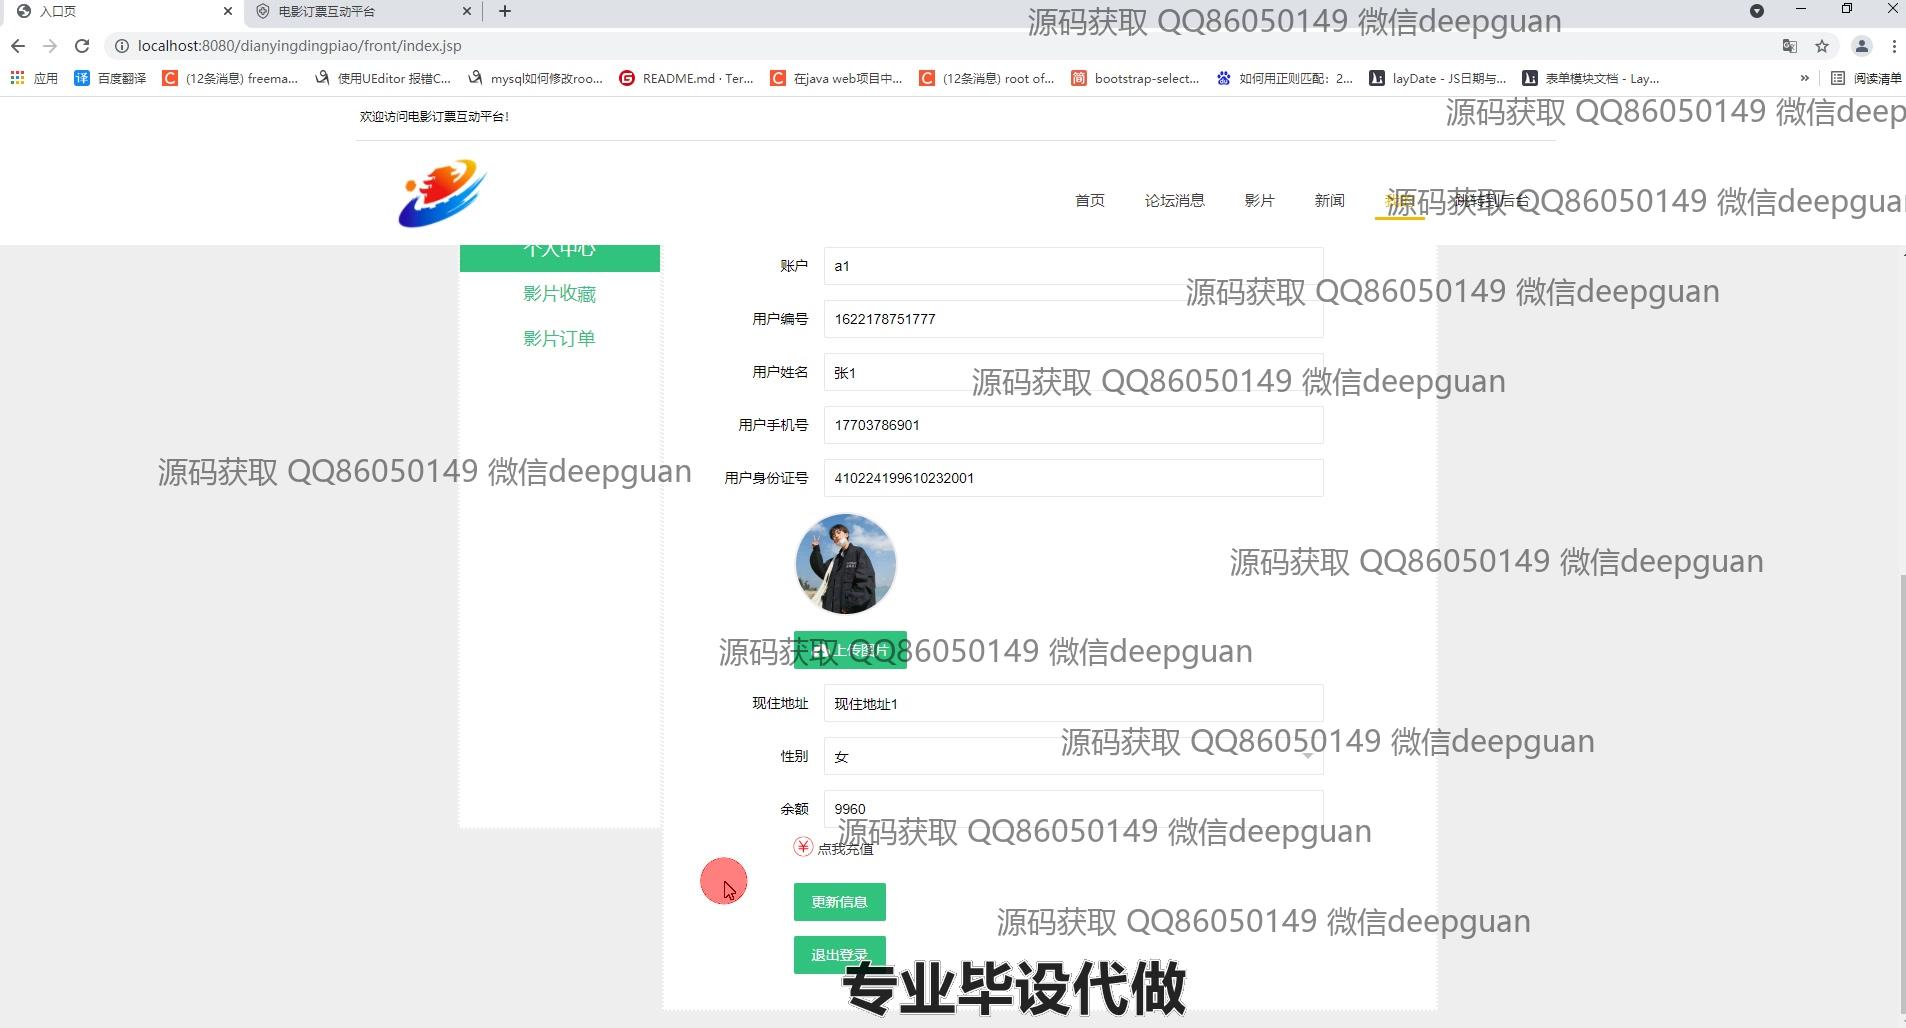 入口页
电影订票互动平台
源码获取 QQ86050149 微信deepguan
localhost:8080/dianyingdingpiao/front/index.jsp
应用
百度翻译
(12条消息) freema...
使用UEditor 报错C...
mysql如何修改roo...
README.md · Ter...
在java web项目中...
(12条消息) root of...
bootstrap-select...
如何用正则匹配：2...
layDate - JS日期与...
表单模块文档 - Lay...
»
阅读清单
欢迎访问电影订票互动平台！
源码获取 QQ86050149 微信deep
首页
论坛消息
影片
新闻
跳转到后台
源码获取 QQ86050149 微信deepgua
个人中心
影片收藏
影片订单
账户 a1
源码获取 QQ86050149 微信deepguan
用户编号 1622178751777
用户姓名 张1
源码获取 QQ86050149 微信deepguan
用户手机号 17703786901
源码获取 QQ86050149 微信deepguan
用户身份证号 410224199610232001
源码获取 QQ86050149 微信deepguan
上传图片
源码获取 QQ86050149 微信deepguan
现住地址 现住地址1
源码获取 QQ86050149 微信deepguan
性别 女
余额 9960
源码获取 QQ86050149 微信deepguan
¥ 点我充值
更新信息
源码获取 QQ86050149 微信deepguan
退出登录
专业毕设代做